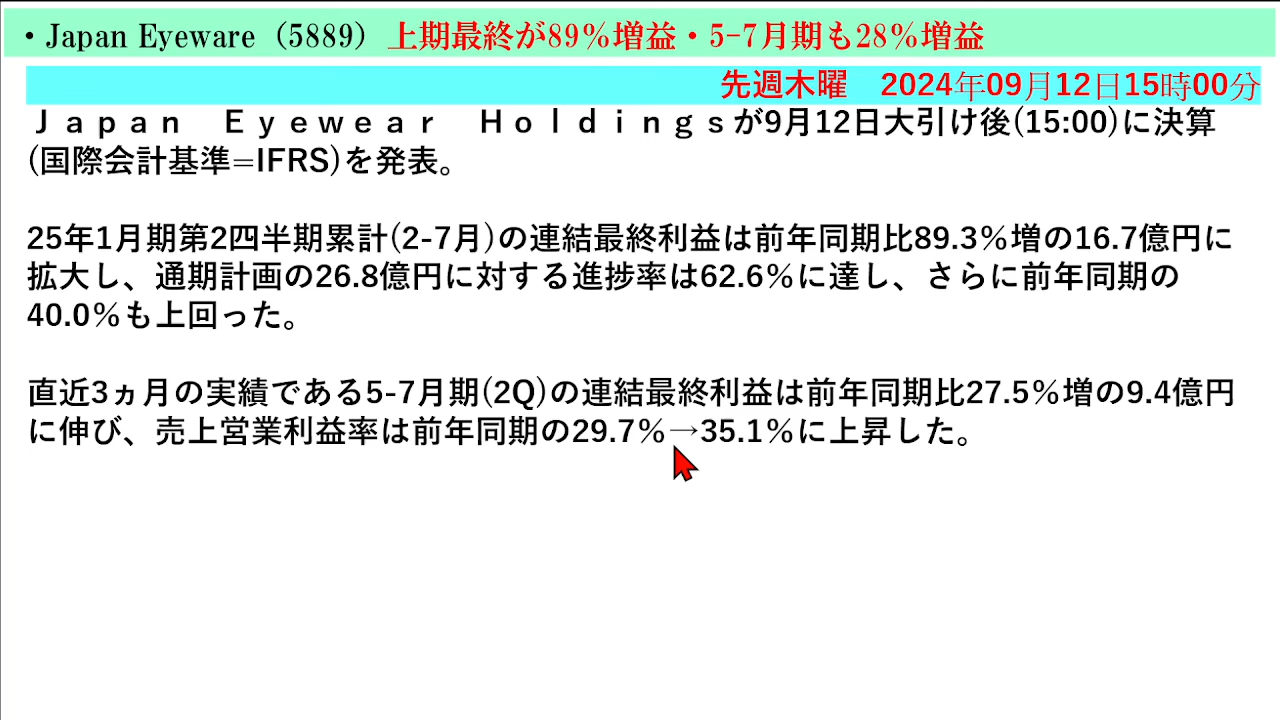 ・Japan Eyeware（5889）上期最終が89％増益・5-7月期も28％増益
先週木曜　2024年09月12日15時00分
Ｊａｐａｎ　Ｅｙｅｗｅａｒ　Ｈｏｌｄｉｎｇｓが9月12日大引け後(15:00)に決算
(国際会計基準=IFRS)を発表。
25年1月期第2四半期累計(2-7月)の連結最終利益は前年同期比89.3％増の16.7億円に
拡大し、通期計画の26.8億円に対する進捗率は62.6％に達し、さらに前年同期の
40.0％も上回った。
直近3ヵ月の実績である5-7月期(2Q)の連結最終利益は前年同期比27.5％増の9.4億円
に伸び、売上営業利益率は前年同期の29.7％→35.1％に上昇した。